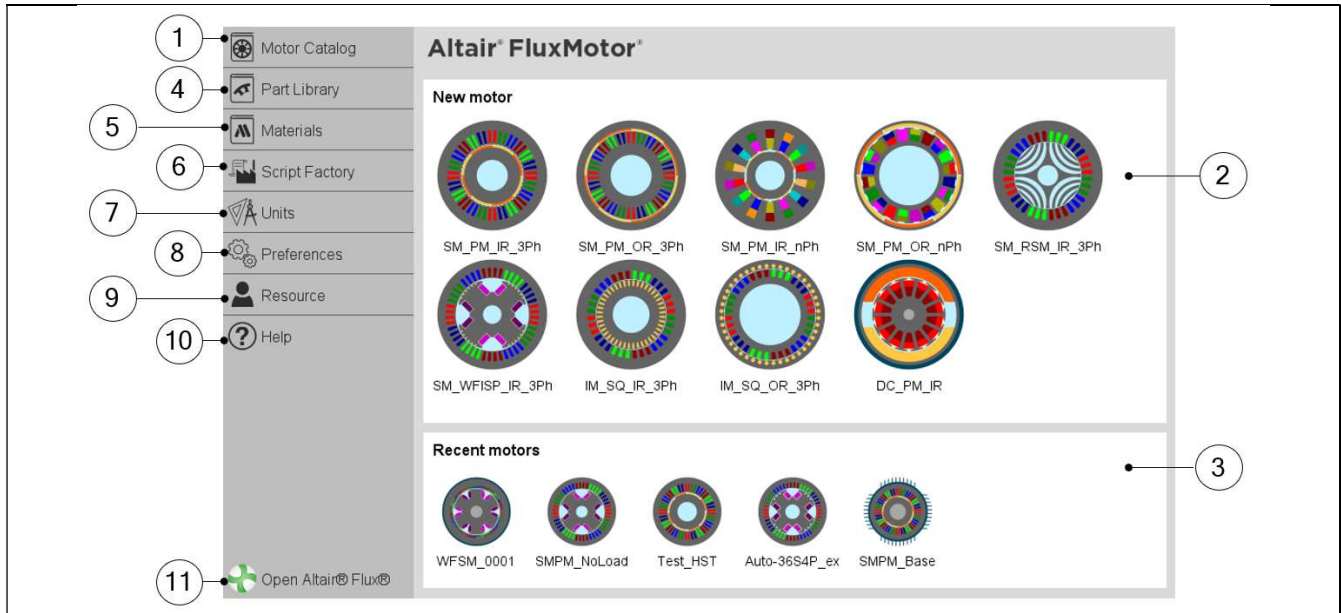 1
Motor Catalog
4
Part Library
5
Materials
6
Script Factory
7
Units
8
Preferences
9
Resource
10
Help
11
Open Altair® Flux®
Altair® FluxMotor®
New motor
SM_PM_IR_3Ph SM_PM_OR_3Ph SM_PM_IR_nPh SM_PM_OR_nPh SM_RSM_IR_3Ph
2
SM_WFISP_IR_3Ph IM_SQ_IR_3Ph IM_SQ_OR_3Ph DC_PM_IR
Recent motors
3
WFSM_0001 SMPM_NoLoad Test_HST Auto-36S4P_ex SMPM_Base